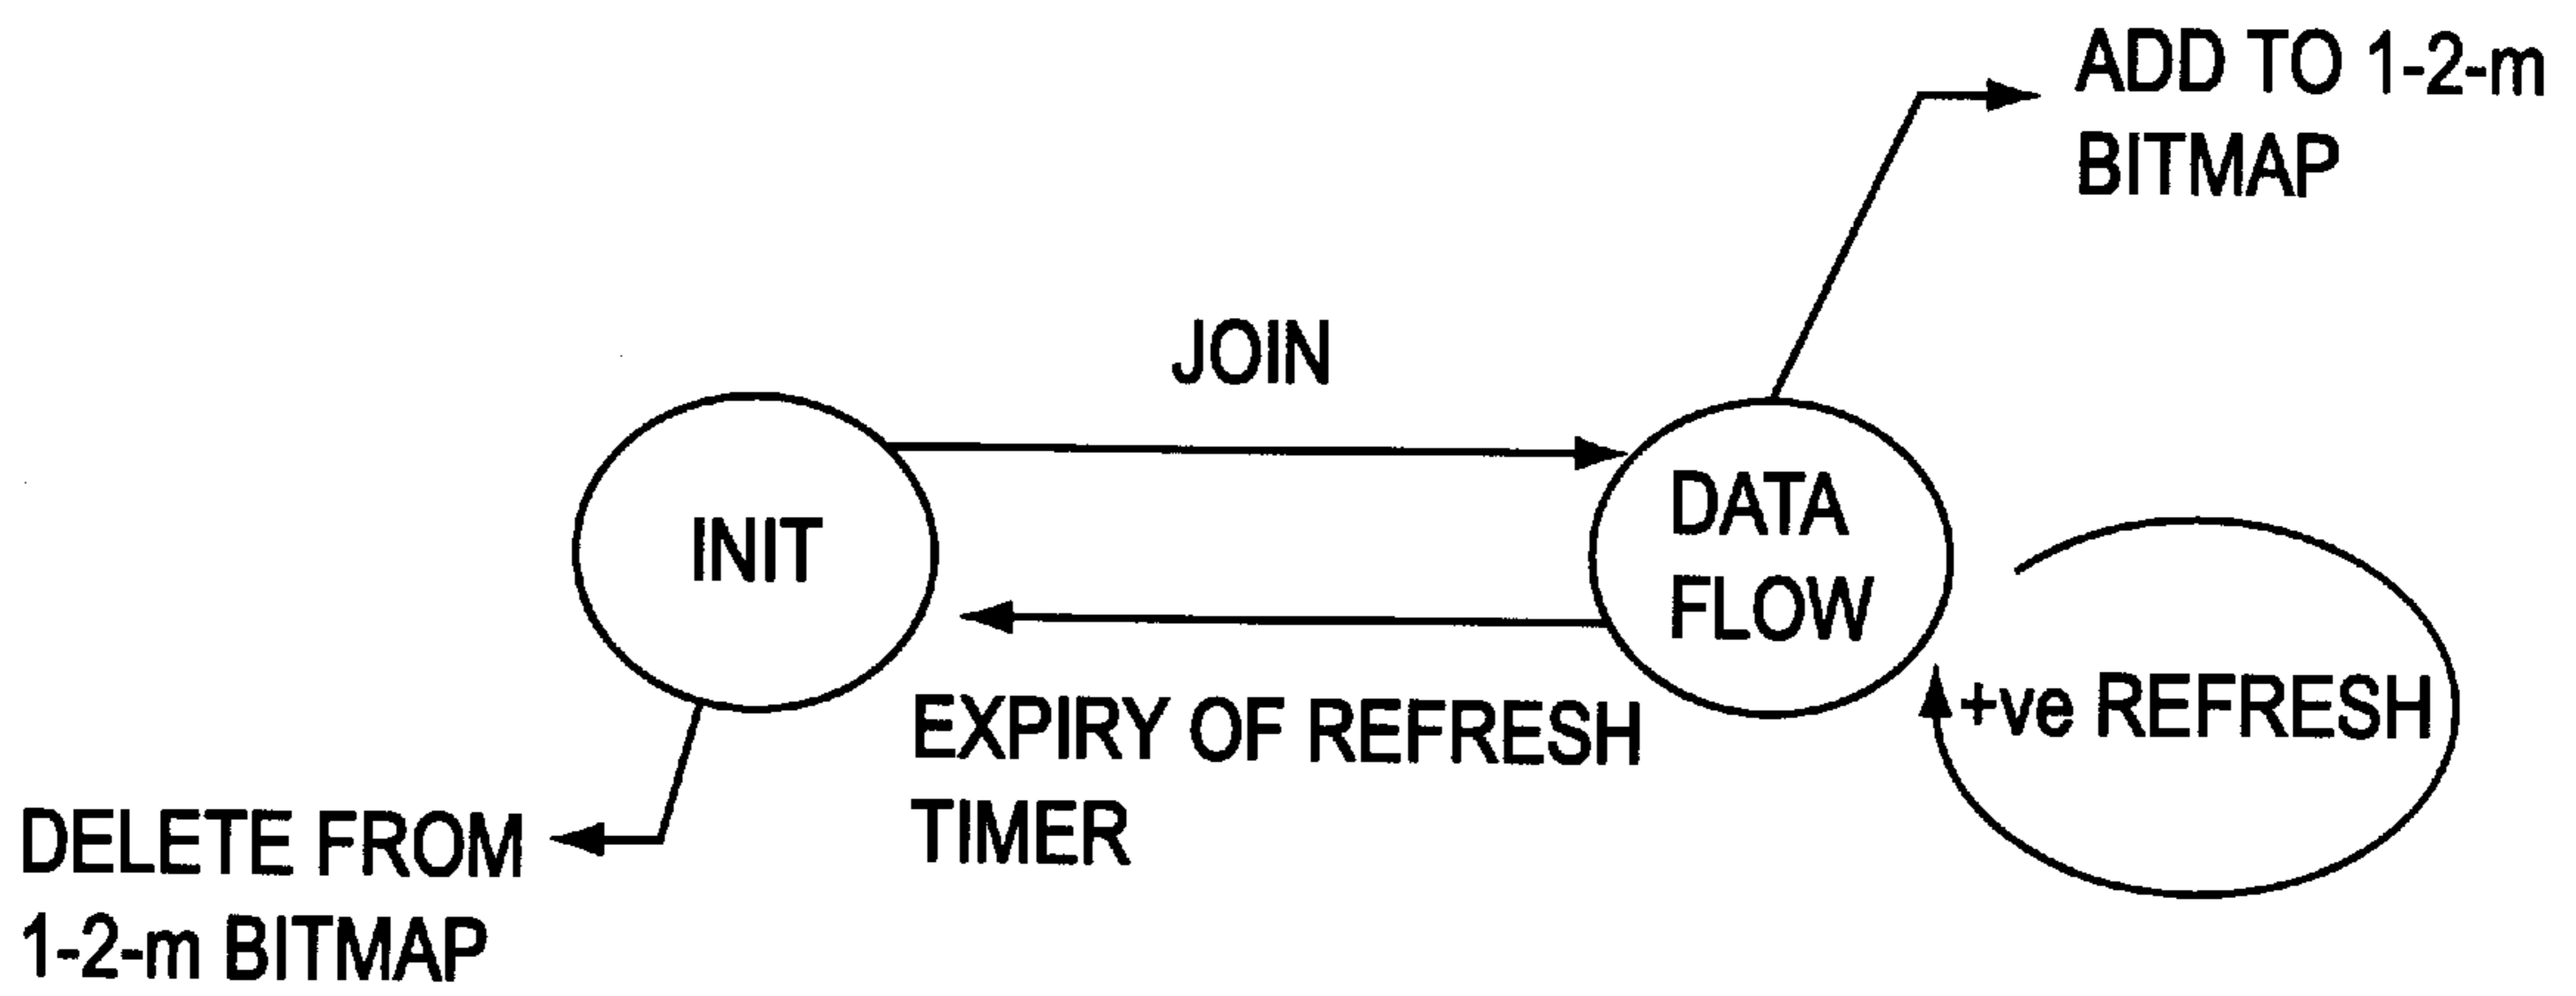 ADD TO 1-2-m
BITMAP
JOIN
INIT
DATA
FLOW
+ve REFRESH
EXPIRY OF REFRESH
TIMER
DELETE FROM
1-2-m BITMAP